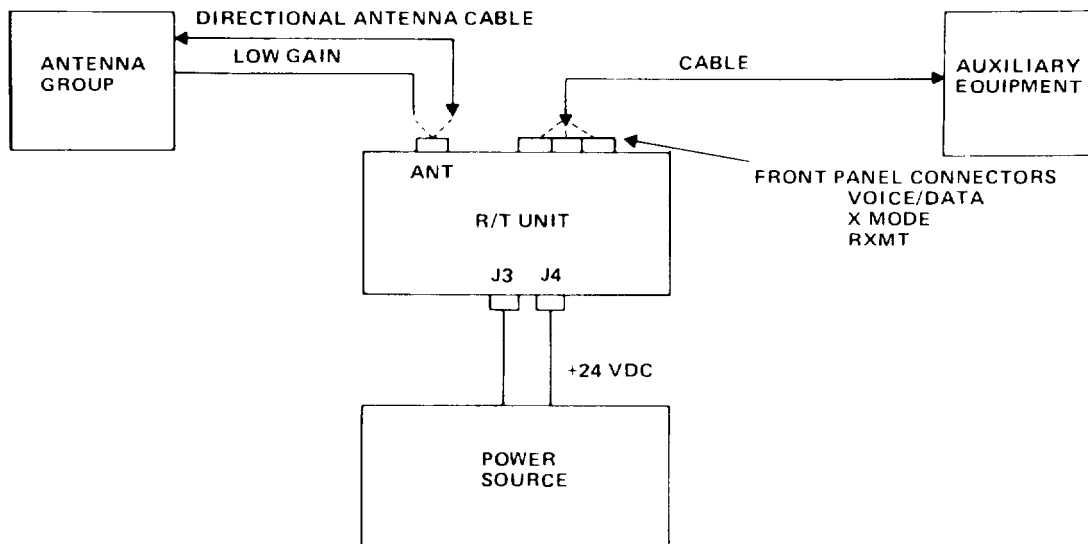 DIRECTIONAL ANTENNA CABLE
LOW GAIN
ANTENNA
GROUP
CABLE
AUXILIARY
EQUIPMENT
ANT
FRONT PANEL CONNECTORS
VOICE/DATA
X MODE
RXMT
R/T UNIT
J3 J4
+24 VDC
POWER
SOURCE